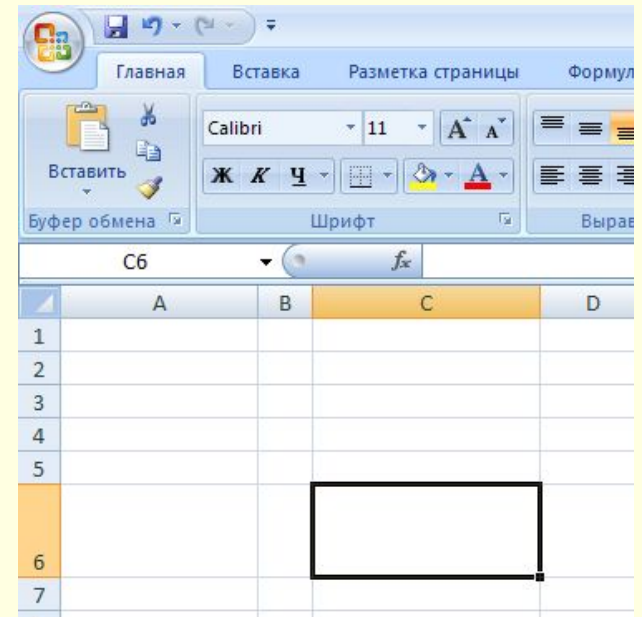 Главная Вставка Разметка страницы Формул
Calibri 11 А А
Вставить
Ж К Ч
А
Буфер обмена Шрифт Вырав
C6 fx
A B C D
1
2
3
4
5
6
7